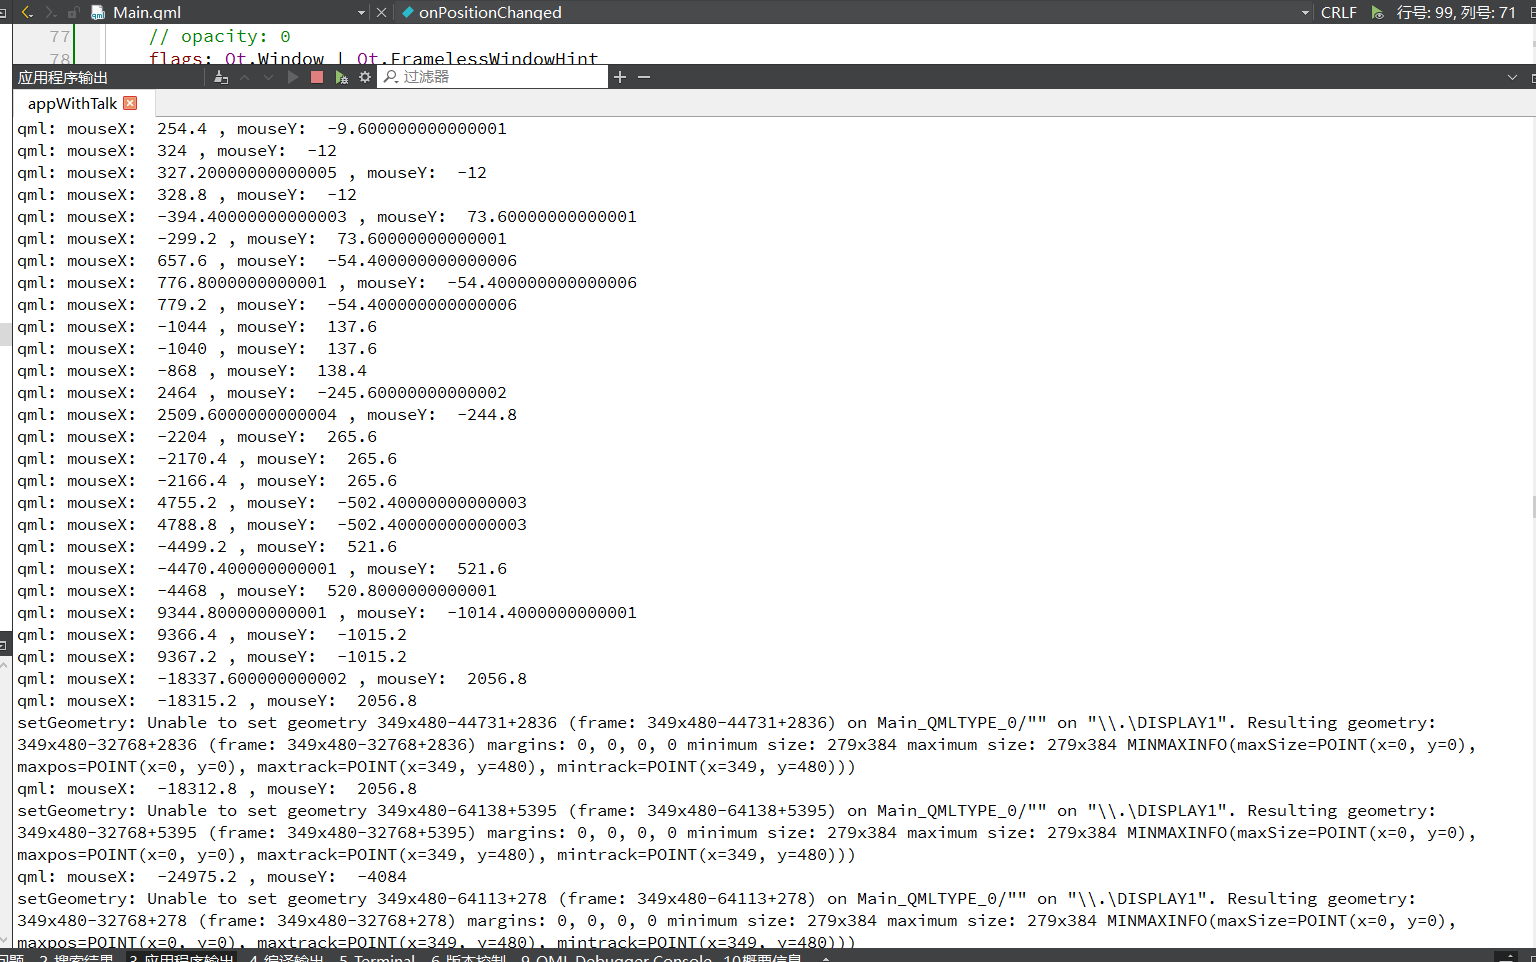 Main.qml
onPositionChanged
CRLF
行号: 99, 列号: 71
77 // opacity: 0
78 flags: Qt.Window | Qt.FramelessWindowHint
应用程序输出
过滤器
appWithTalk
qml: mouseX:  254.4 , mouseY:  -9.600000000000001
qml: mouseX:  324 , mouseY:  -12
qml: mouseX:  327.20000000000005 , mouseY:  -12
qml: mouseX:  328.8 , mouseY:  -12
qml: mouseX:  -394.40000000000003 , mouseY:  73.60000000000001
qml: mouseX:  -299.2 , mouseY:  73.60000000000001
qml: mouseX:  657.6 , mouseY:  -54.400000000000006
qml: mouseX:  776.8000000000001 , mouseY:  -54.400000000000006
qml: mouseX:  779.2 , mouseY:  -54.400000000000006
qml: mouseX:  -1044 , mouseY:  137.6
qml: mouseX:  -1040 , mouseY:  137.6
qml: mouseX:  -868 , mouseY:  138.4
qml: mouseX:  2464 , mouseY:  -245.60000000000002
qml: mouseX:  2509.6000000000004 , mouseY:  -244.8
qml: mouseX:  -2204 , mouseY:  265.6
qml: mouseX:  -2170.4 , mouseY:  265.6
qml: mouseX:  -2166.4 , mouseY:  265.6
qml: mouseX:  4755.2 , mouseY:  -502.40000000000003
qml: mouseX:  4788.8 , mouseY:  -502.40000000000003
qml: mouseX:  -4499.2 , mouseY:  521.6
qml: mouseX:  -4470.400000000001 , mouseY:  521.6
qml: mouseX:  -4468 , mouseY:  520.8000000000001
qml: mouseX:  9344.800000000001 , mouseY:  -1014.4000000000001
qml: mouseX:  9366.4 , mouseY:  -1015.2
qml: mouseX:  9367.2 , mouseY:  -1015.2
qml: mouseX:  -18337.600000000002 , mouseY:  2056.8
qml: mouseX:  -18315.2 , mouseY:  2056.8
setGeometry: Unable to set geometry 349x480-44731+2836 (frame: 349x480-44731+2836) on Main_QMLTYPE_0/"" on "\\.\DISPLAY1". Resulting geometry:
349x480-32768+2836 (frame: 349x480-32768+2836) margins: 0, 0, 0, 0 minimum size: 279x384 maximum size: 279x384 MINMAXINFO(maxSize=POINT(x=0, y=0),
maxpos=POINT(x=0, y=0), maxtrack=POINT(x=349, y=480), mintrack=POINT(x=349, y=480)))
qml: mouseX:  -18312.8 , mouseY:  2056.8
setGeometry: Unable to set geometry 349x480-64138+5395 (frame: 349x480-64138+5395) on Main_QMLTYPE_0/"" on "\\.\DISPLAY1". Resulting geometry:
349x480-32768+5395 (frame: 349x480-32768+5395) margins: 0, 0, 0, 0 minimum size: 279x384 maximum size: 279x384 MINMAXINFO(maxSize=POINT(x=0, y=0),
maxpos=POINT(x=0, y=0), maxtrack=POINT(x=349, y=480), mintrack=POINT(x=349, y=480)))
qml: mouseX:  -24975.2 , mouseY:  -4084
setGeometry: Unable to set geometry 349x480-64113+278 (frame: 349x480-64113+278) on Main_QMLTYPE_0/"" on "\\.\DISPLAY1". Resulting geometry:
349x480-32768+278 (frame: 349x480-32768+278) margins: 0, 0, 0, 0 minimum size: 279x384 maximum size: 279x384 MINMAXINFO(maxSize=POINT(x=0, y=0),
maxpos=POINT(x=0, y=0), maxtrack=POINT(x=349, y=480), mintrack=POINT(x=349, y=480)))
问题 2 搜索结果 3 应用程序输出 4 编译输出 5 Terminal 6 版本控制 9 QML Debugger Console 10 概要信息